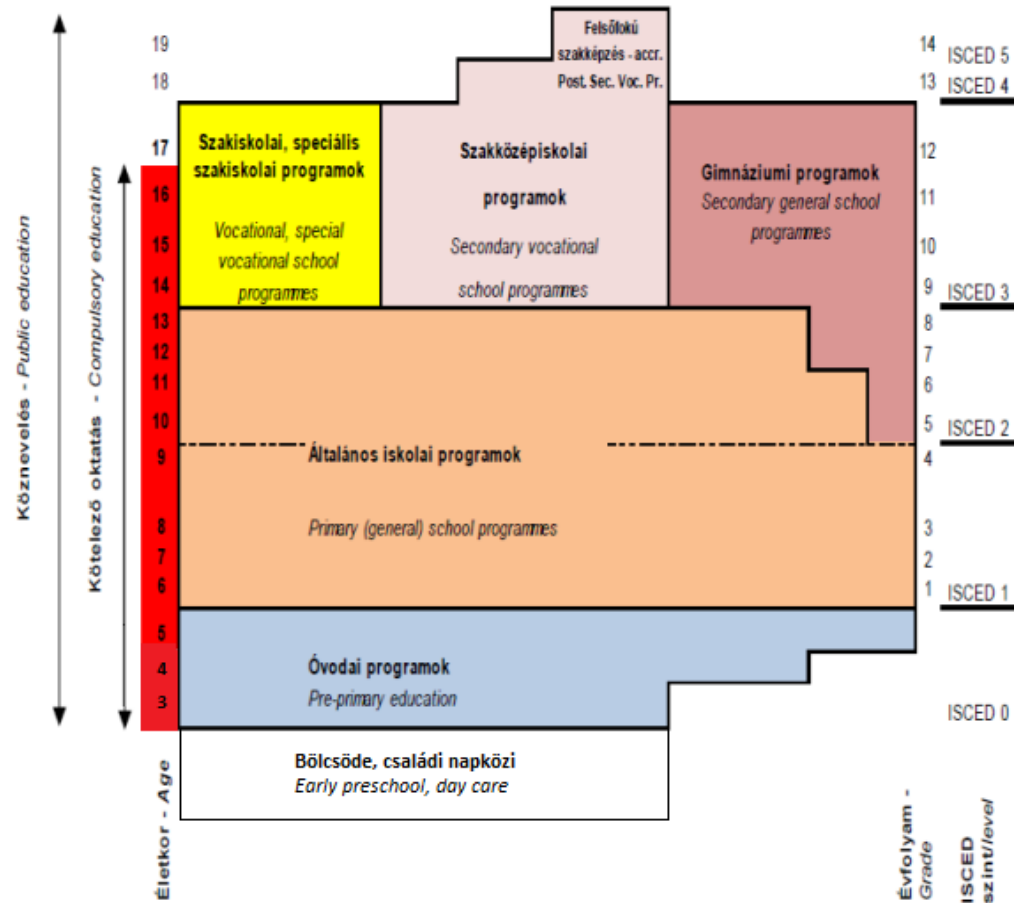 Köznevelés - Public education
Kötelező oktatás - Compulsory education
19
18
17
16
15
14
13
12
11
10
9
8
7
6
5
4
3
Életkor - Age
Felsőfokú
szakképzés - accr.
Post. Sec. Voc. Pr.
Szakiskolai, speciális
szakiskolai programok
Vocational, special
vocational school
programmes
Szakközépiskolai
programok
Secondary vocational
school programmes
Gimnáziumi programok
Secondary general school
programmes
Általános iskolai programok
Primary (general) school programmes
Óvodai programok
Pre-primary education
Bölcsöde, családi napközi
Early preschool, day care
14
13
12
11
10
9
8
7
6
5
4
3
2
1
Évfolyam -
Grade
ISCED 5
ISCED 4
ISCED 3
ISCED 2
ISCED 1
ISCED 0
ISCED
szint/level